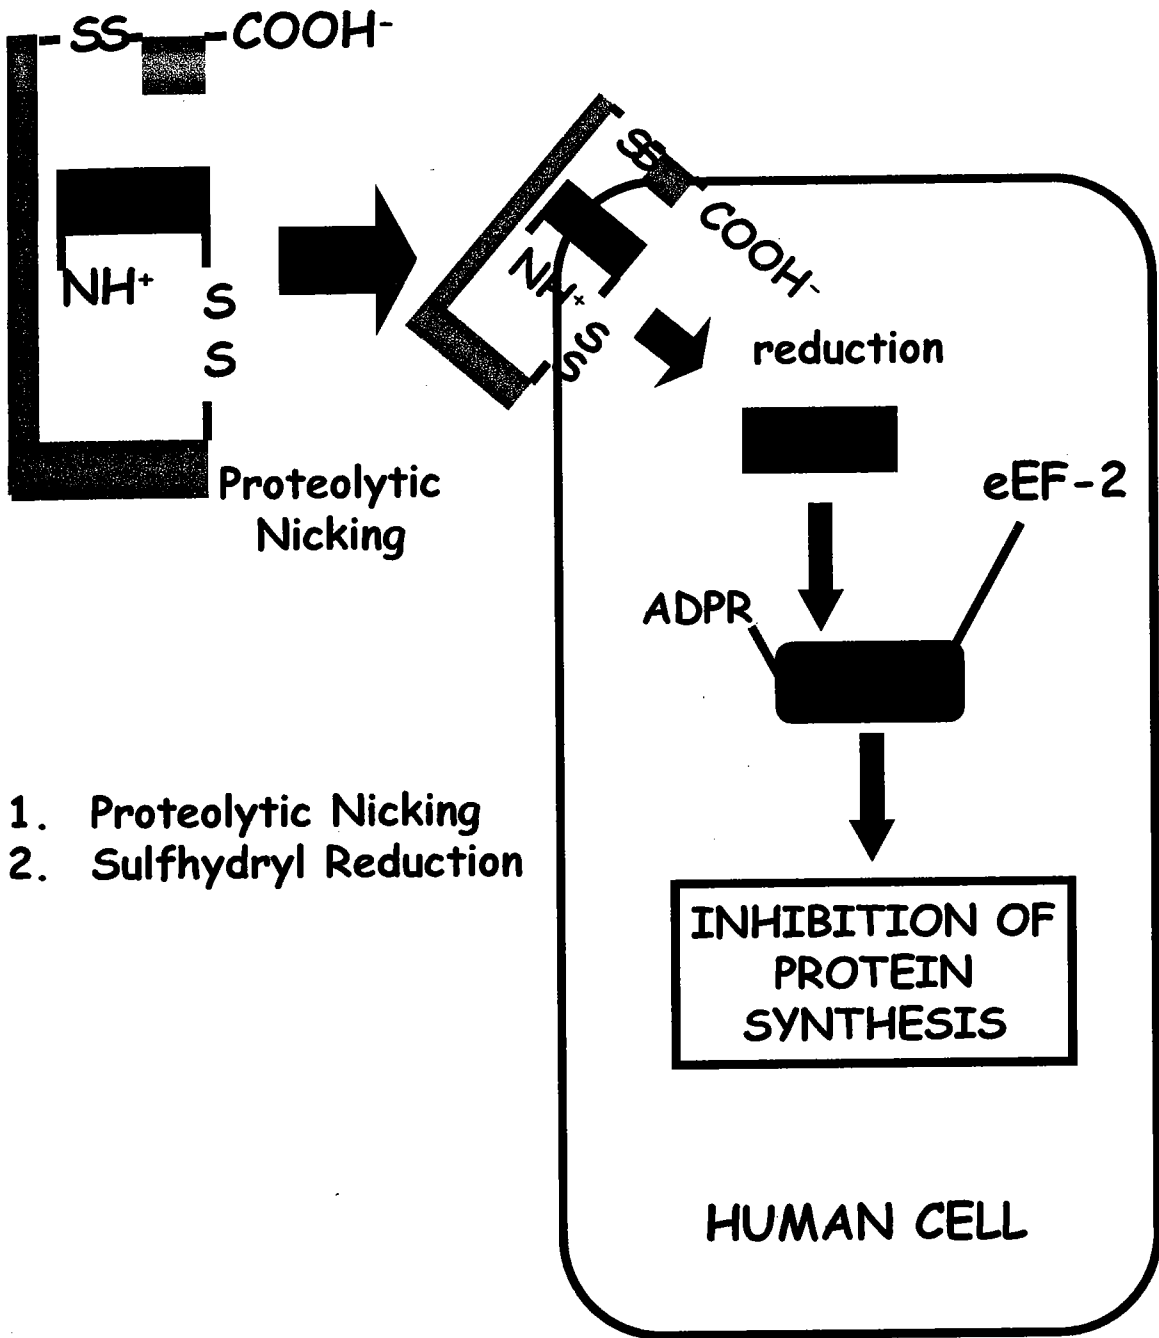 SS COOH⁻
NH⁺
S
S
Proteolytic
Nicking
SS
COOH⁻
NH⁺
S
S
reduction
eEF-2
ADPR
1. Proteolytic Nicking
2. Sulfhydryl Reduction
INHIBITION OF
PROTEIN
SYNTHESIS
HUMAN CELL